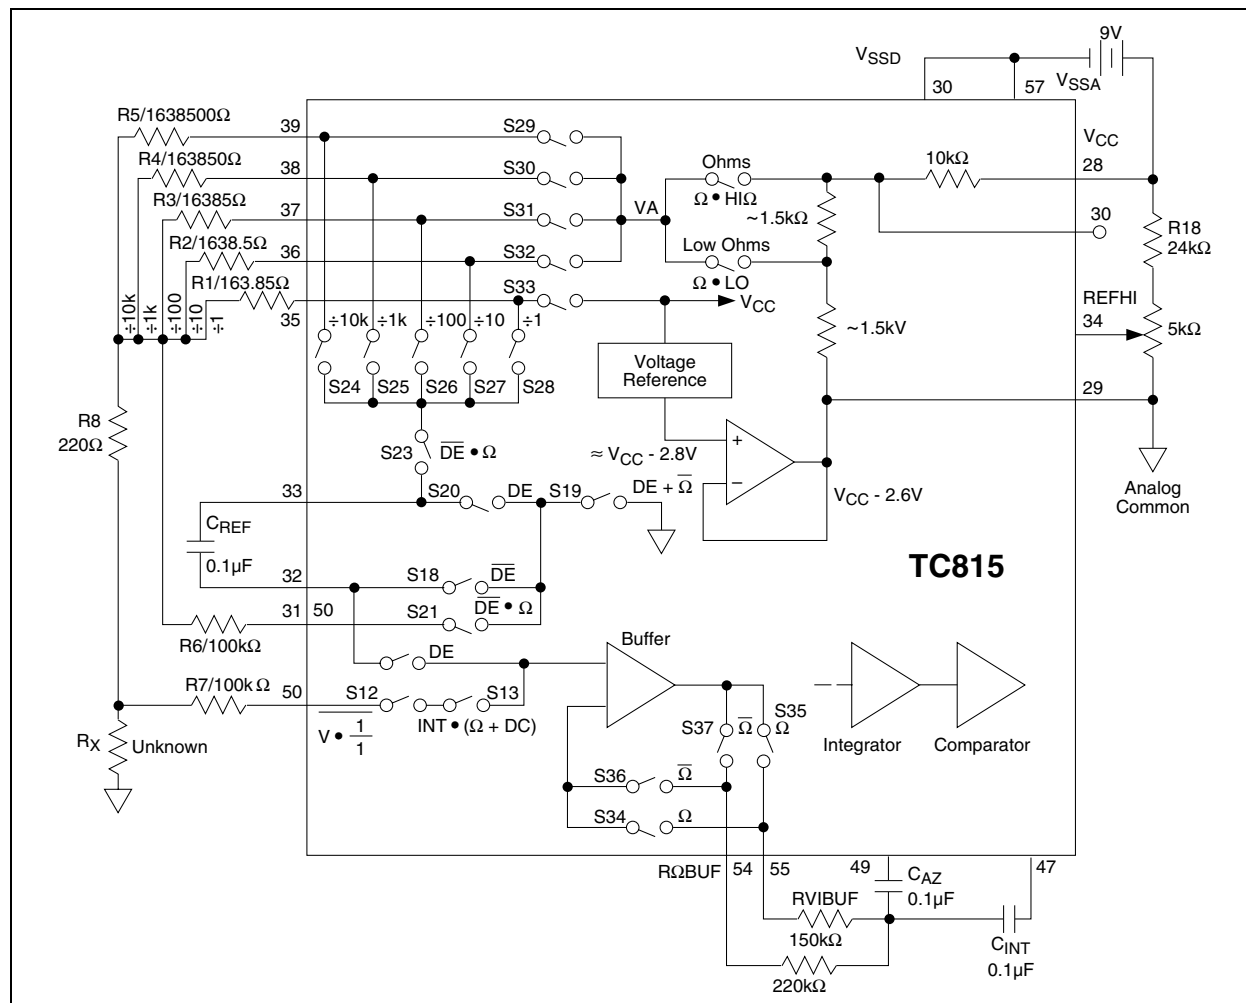 9V
VSSD
VSSA
30
57
R5/1638500Ω
39
S29
VCC
R4/163850Ω
38
S30
Ohms
10kΩ
28
Ω • HIΩ
R3/16385Ω
37
S31
VA
~1.5kΩ
30
R2/1638.5Ω
36
S32
Low Ohms
R18
24kΩ
R1/163.85Ω
Ω • LO
S33
VCC
REFHI
÷10k
÷1k
÷100
÷10
÷1
35
÷10k
÷1k
÷100
÷10
÷1
34
5kΩ
~1.5kV
Voltage
Reference
S24
S25
S26
S27
S28
29
R8
220Ω
S23
DE • Ω
+
≈ VCC - 2.8V
–
33
S20
DE
S19
DE + Ω
VCC - 2.6V
Analog
Common
CREF
0.1µF
TC815
32
S18
DE
31
50
S21
DE • Ω
R6/100kΩ
Buffer
DE
R7/100kΩ
50
S12
S13
V • 1
1
INT • (Ω + DC)
S37
Ω
S35
Ω
RX
Unknown
Integrator
Comparator
S36
Ω
S34
Ω
RΩBUF
54
55
49
47
CAZ
0.1µF
RVIBUF
150kΩ
CINT
0.1µF
220kΩ